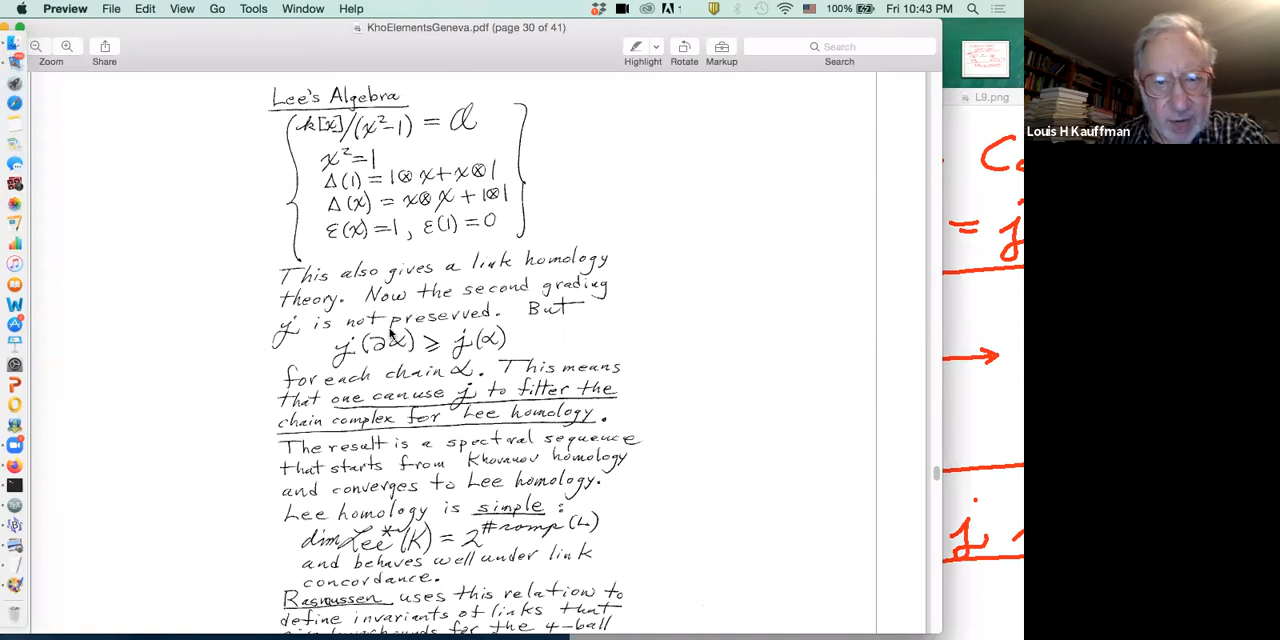 Preview File Edit View Go Tools Window Help
100% Fri 10:43 PM
KhoElementsGeneva.pdf (page 30 of 41)
Search
Zoom Share Highlight Rotate Markup Search
L9.png
Louis H Kauffman
Lee's Algebra
k[x]/(x²-1) = 𝒶
x² = 1
Δ(1) = 1⊗x + x⊗1
Δ(x) = x⊗x + 1⊗1
ε(x) = 1, ε(1) = 0
This also gives a link homology
theory. Now the second grading
j is not preserved. But
j(∂α) ⩾ j(α)
for each chain α. This means
that one can use j to filter the
chain complex for Lee homology.
The result is a spectral sequence
that starts from Khovanov homology
and converges to Lee homology.
Lee homology is simple:
dim Lee*(K) = 2^#comp(L)
and behaves well under link
concordance.
Rasmussen uses this relation to
define invariants of links that
for the 4-ball
C
= j
j